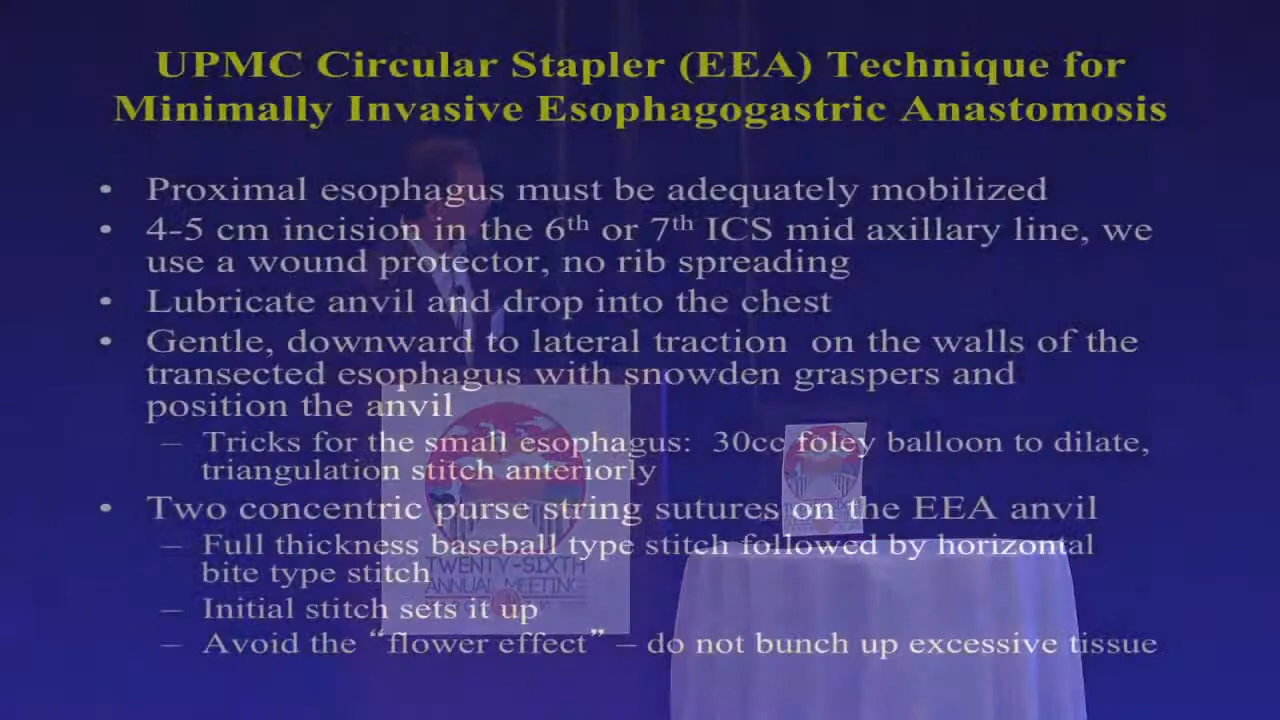 UPMC Circular Stapler (EEA) Technique for
Minimally Invasive Esophagogastric Anastomosis
• Proximal esophagus must be adequately mobilized
• 4-5 cm incision in the 6th or 7th ICS mid axillary line, we
use a wound protector, no rib spreading
• Lubricate anvil and drop into the chest
• Gentle, downward to lateral traction on the walls of the
transected esophagus with snowden graspers and
position the anvil
– Tricks for the small esophagus: 30cc foley balloon to dilate,
triangulation stitch anteriorly
• Two concentric purse string sutures on the EEA anvil
– Full thickness baseball type stitch followed by horizontal
bite type stitch
– Initial stitch sets it up
– Avoid the “flower effect” – do not bunch up excessive tissue
TWENTY-SIXTH
ANNUAL MEETING